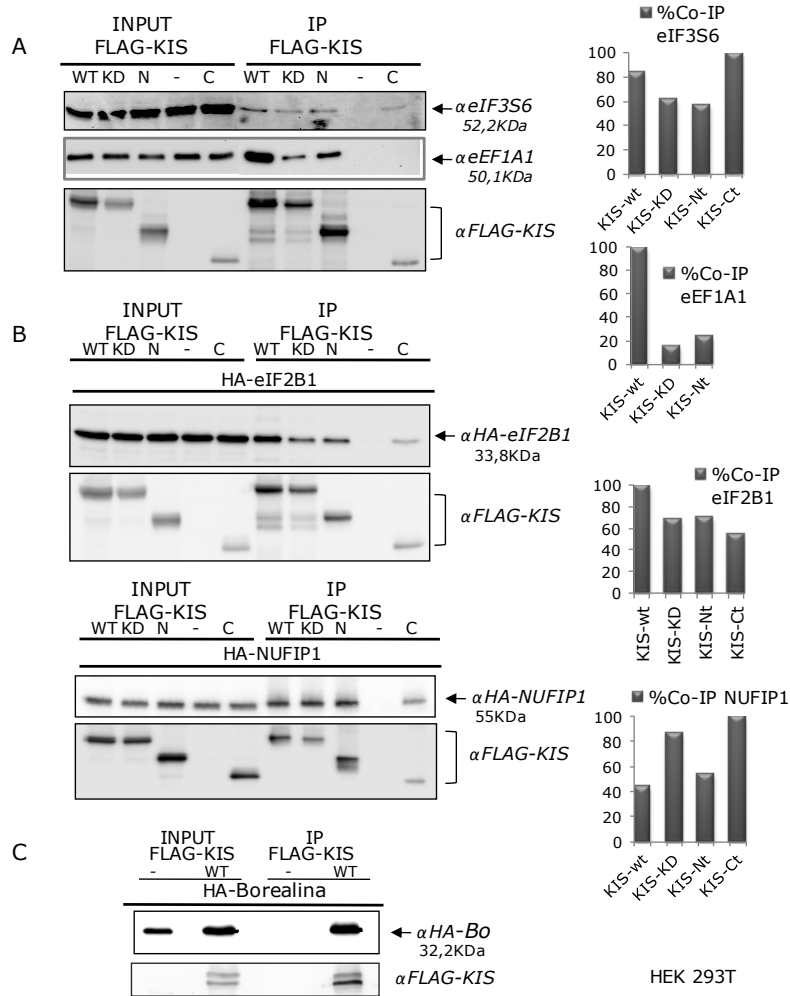 A
INPUT
FLAG-KIS
IP
FLAG-KIS
WT KD N - C WT KD N - C
αeIF3S6
52,2KDa
αeEF1A1
50,1KDa
αFLAG-KIS
%Co-IP
eIF3S6
100
80
60
40
20
0
KIS-wt
KIS-KD
KIS-Nt
KIS-Ct
%Co-IP
eEF1A1
100
80
60
40
20
0
KIS-wt
KIS-KD
KIS-Nt
B
INPUT
FLAG-KIS
IP
FLAG-KIS
WT KD N - C WT KD N - C
HA-eIF2B1
αHA-eIF2B1
33,8KDa
αFLAG-KIS
%Co-IP
eIF2B1
100
80
60
40
20
0
KIS-wt
KIS-KD
KIS-Nt
KIS-Ct
INPUT
FLAG-KIS
IP
FLAG-KIS
WT KD N - C WT KD N - C
HA-NUFIP1
αHA-NUFIP1
55KDa
αFLAG-KIS
%Co-IP NUFIP1
100
80
60
40
20
0
KIS-wt
KIS-KD
KIS-Nt
KIS-Ct
C
INPUT
FLAG-KIS
IP
FLAG-KIS
- WT - WT
HA-Borealina
αHA-Bo
32,2KDa
αFLAG-KIS
HEK 293T